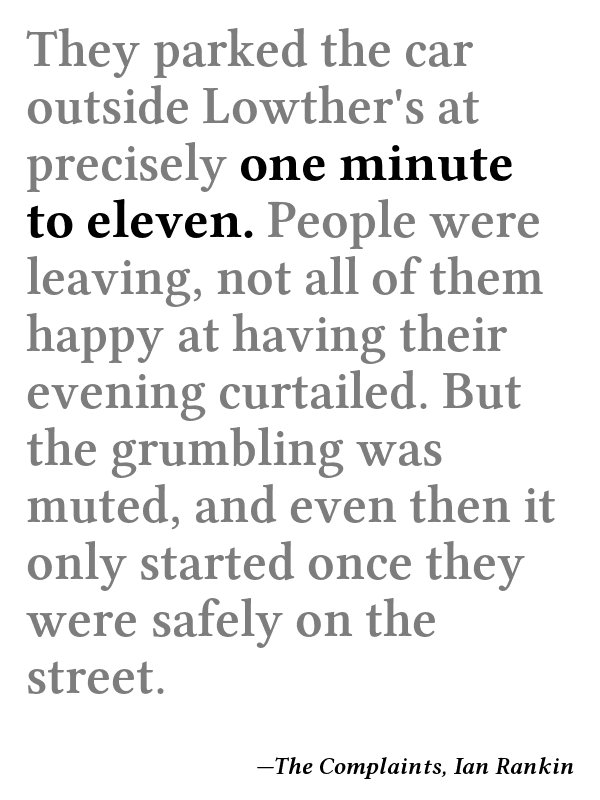 They parked the car
outside Lowther's at
precisely one minute
to eleven. People were
leaving, not all of them
happy at having their
evening curtailed. But
the grumbling was
muted, and even then it
only started once they
were safely on the
street.
—The Complaints, Ian Rankin